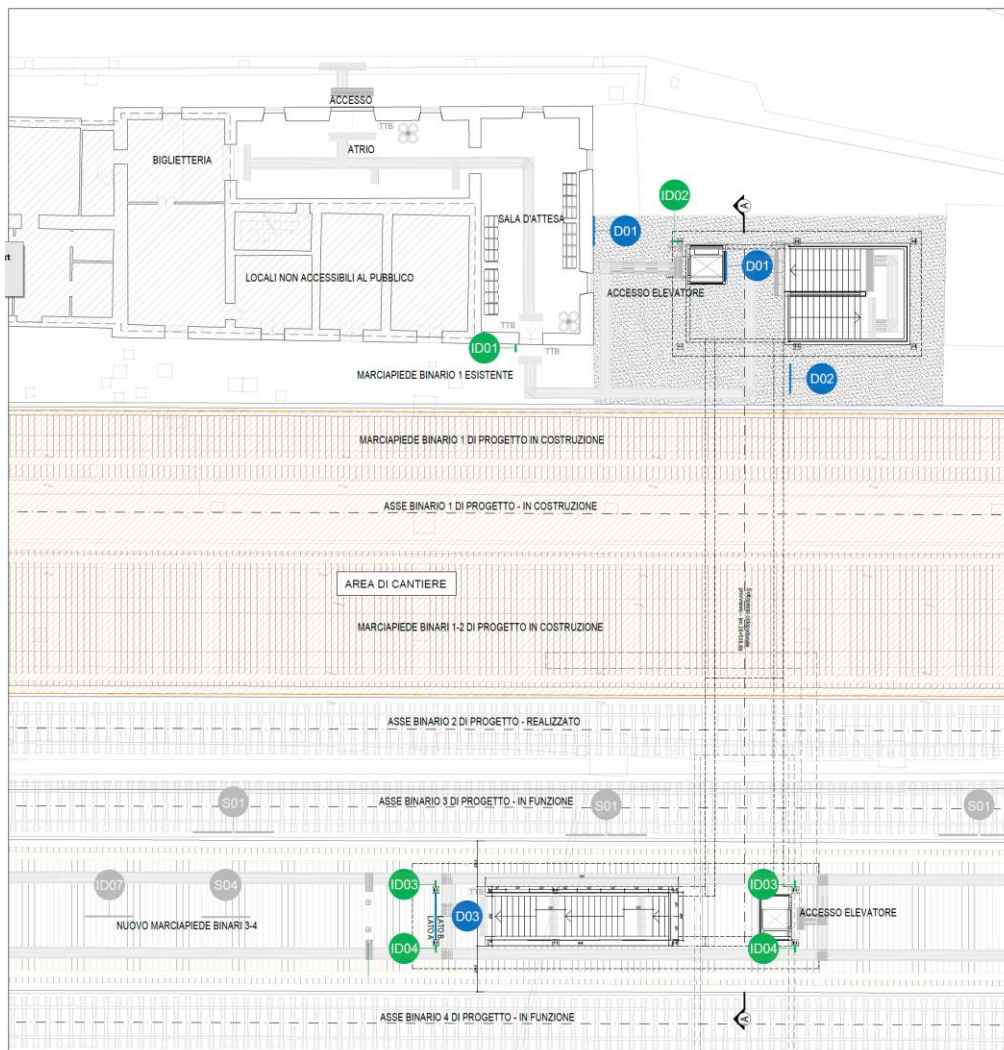 ACCESSO
TTB
ATRIO
BIGLIETTERIA
ID02
A
SALA D'ATTESA
D01
D01
LOCALI NON ACCESSIBILI AL PUBBLICO
ACCESSO ELEVATORE
TTB
ID01
TTB
MARCIAPIEDE BINARIO 1 ESISTENTE
D02
MARCIAPIEDE BINARIO 1 DI PROGETTO IN COSTRUZIONE
ASSE BINARIO 1 DI PROGETTO - IN COSTRUZIONE
AREA DI CANTIERE
MARCIAPIEDE BINARI 1-2 DI PROGETTO IN COSTRUZIONE
ASSE BINARIO 2 DI PROGETTO - REALIZZATO
S01
ASSE BINARIO 3 DI PROGETTO - IN FUNZIONE
S01
S01
ID07
S04
ID03
TTB
ID03
D03
LATO B
LATO A
ACCESSO ELEVATORE
NUOVO MARCIAPIEDE BINARI 3-4
ID04
ID04
ASSE BINARIO 4 DI PROGETTO - IN FUNZIONE
A